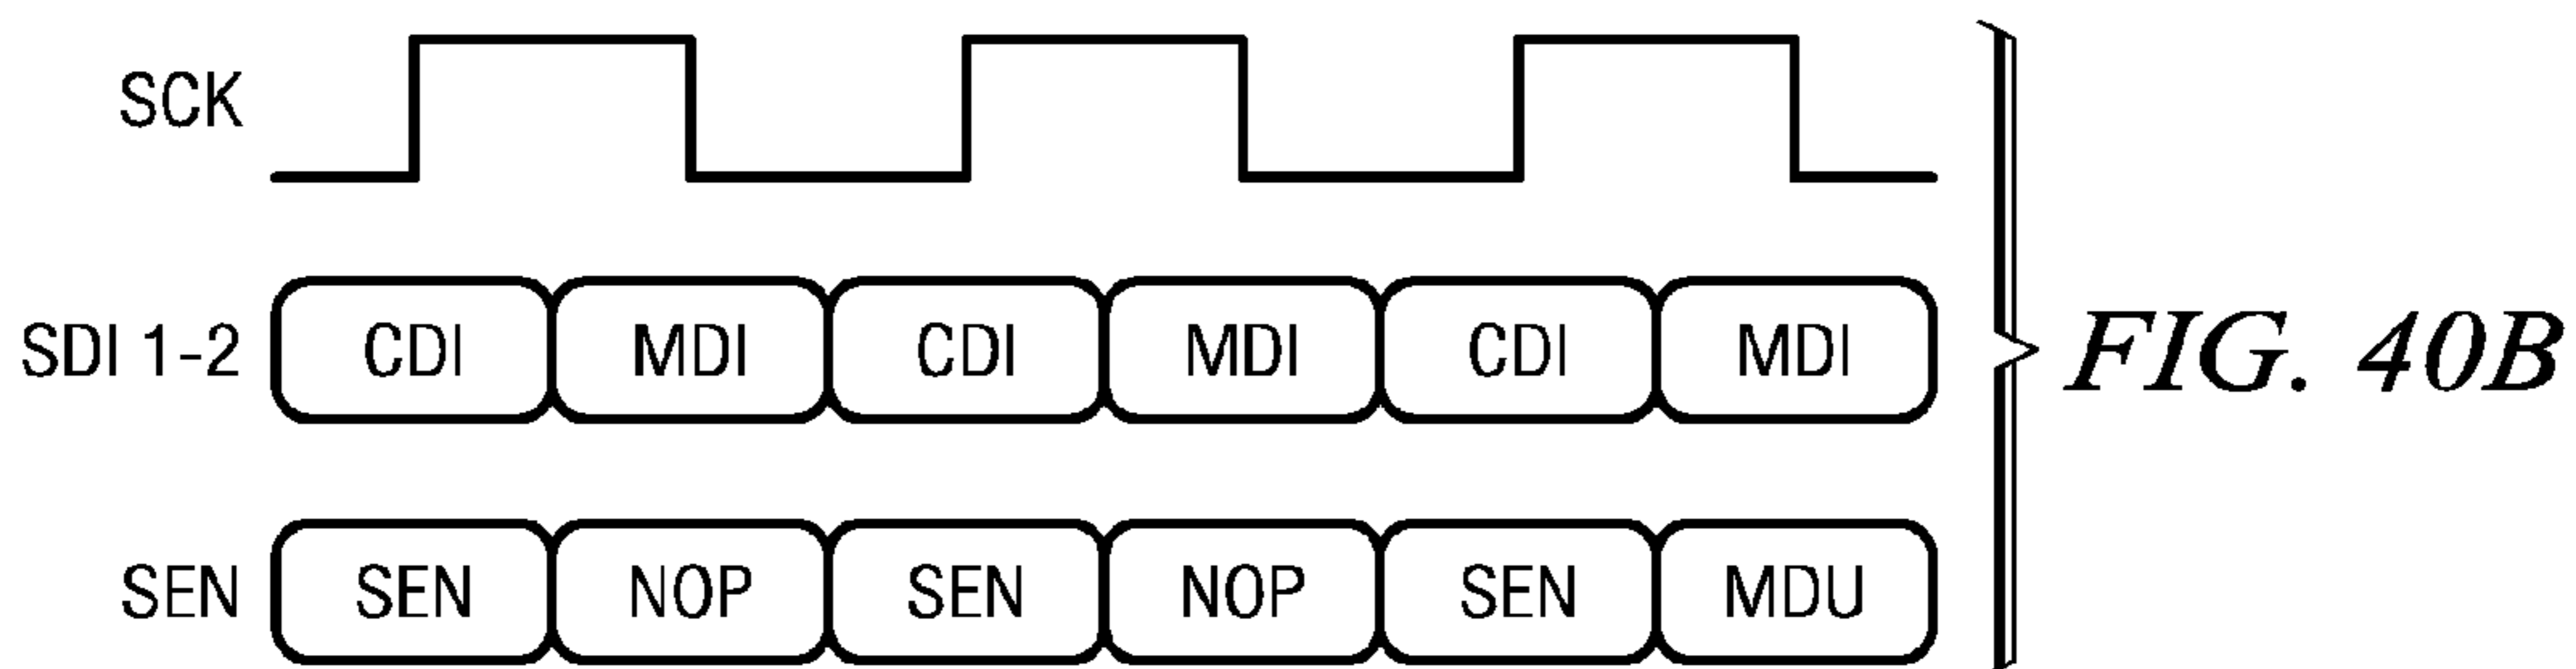 SCK
SDI 1-2 CDI MDI CDI MDI CDI MDI
FIG. 40B
SEN SEN NOP SEN NOP SEN MDU